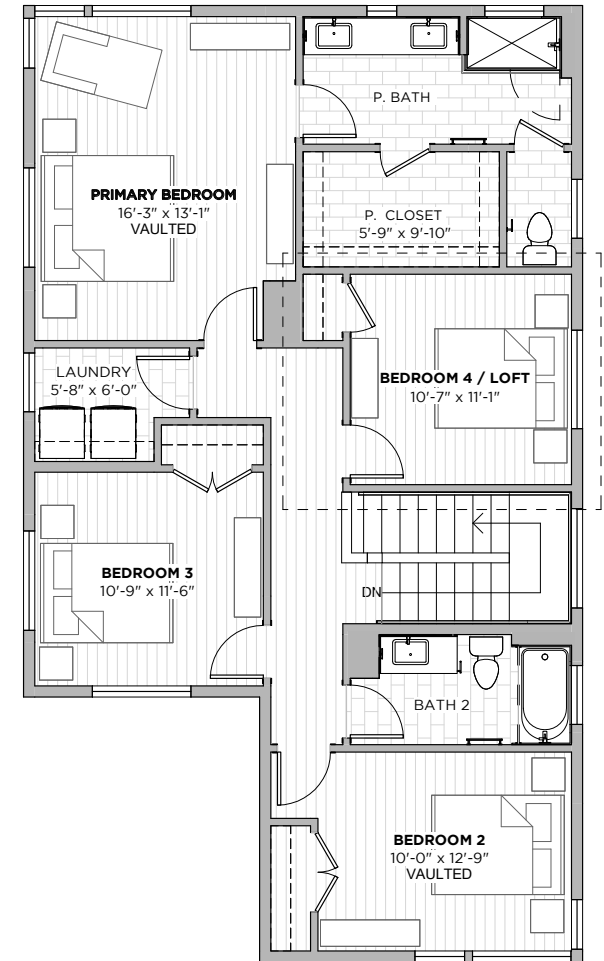 P. BATH
PRIMARY BEDROOM
16'-3" x 13'-1"
VAULTED
P. CLOSET
5'-9" x 9'-10"
LAUNDRY
5'-8" x 6'-0"
BEDROOM 4 / LOFT
10'-7" x 11'-1"
BEDROOM 3
10'-9" x 11'-6"
DN
BATH 2
BEDROOM 2
10'-0" x 12'-9"
VAULTED